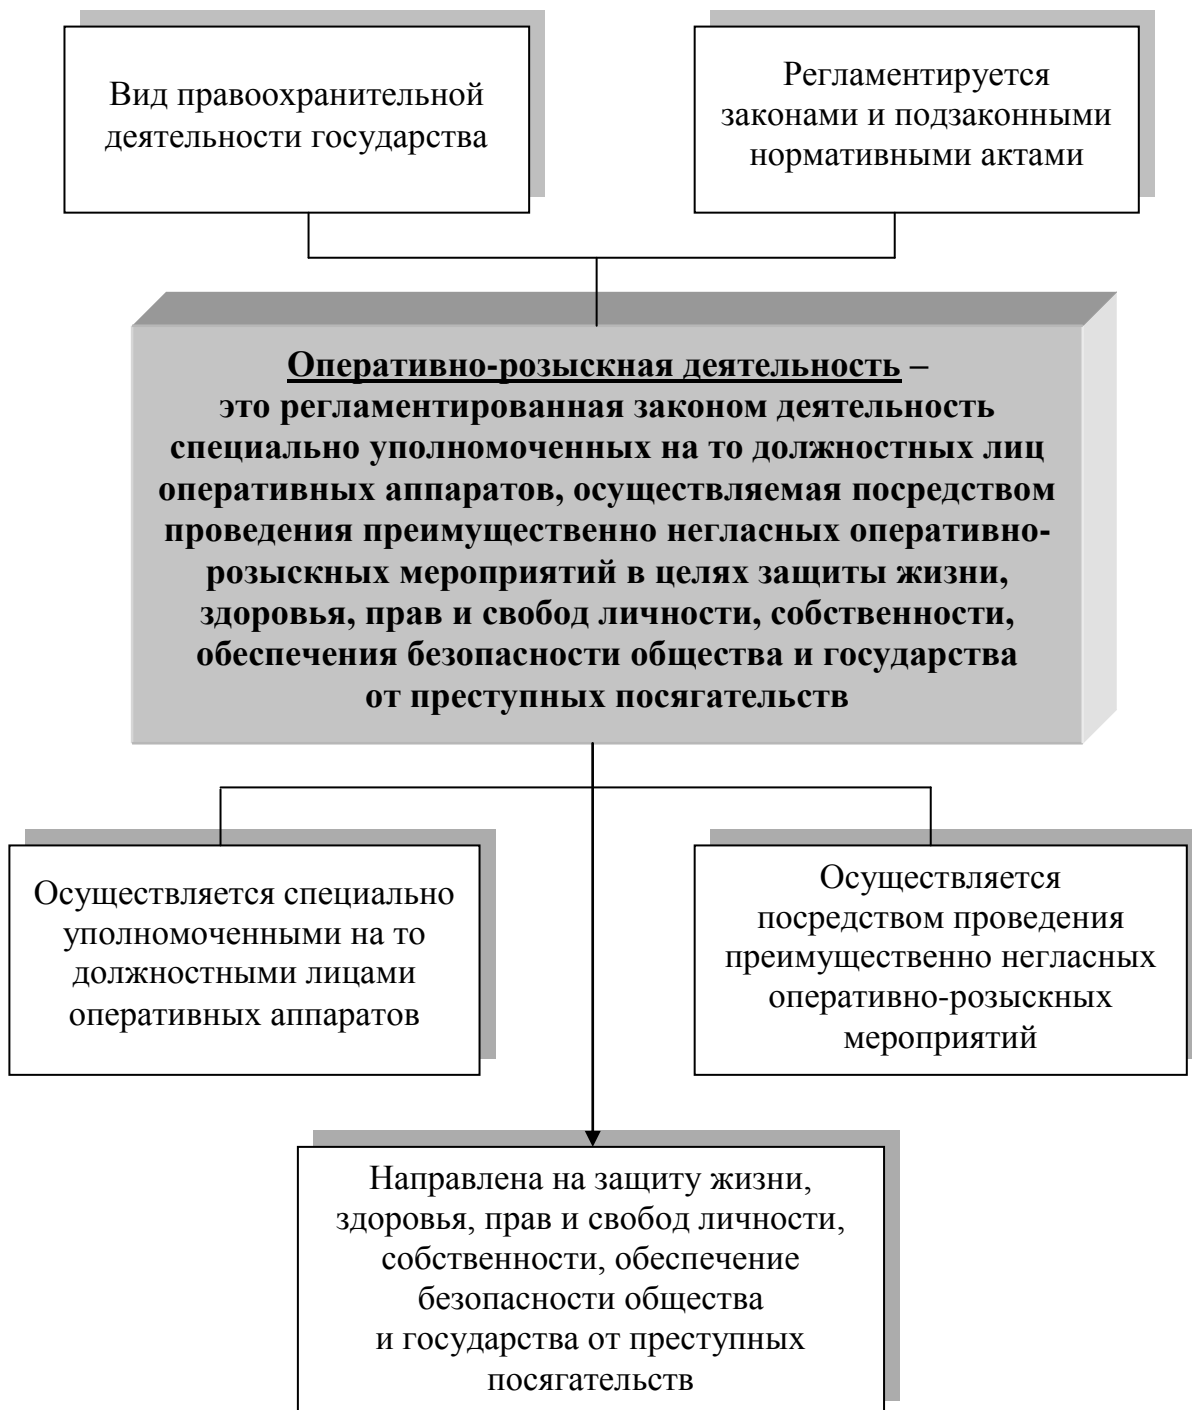 Вид правоохранительной
деятельности государства
Регламентируется
законами и подзаконными
нормативными актами
Оперативно-розыскная деятельность –
это регламентированная законом деятельность
специально уполномоченных на то должностных лиц
оперативных аппаратов, осуществляемая посредством
проведения преимущественно негласных оперативно-
розыскных мероприятий в целях защиты жизни,
здоровья, прав и свобод личности, собственности,
обеспечения безопасности общества и государства
от преступных посягательств
Осуществляется специально
уполномоченными на то
должностными лицами
оперативных аппаратов
Осуществляется
посредством проведения
преимущественно негласных
оперативно-розыскных
мероприятий
Направлена на защиту жизни,
здоровья, прав и свобод личности,
собственности, обеспечение
безопасности общества
и государства от преступных
посягательств